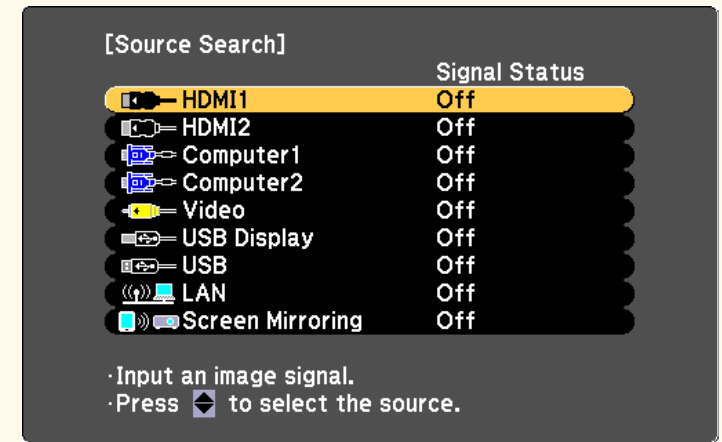 [Source Search]
Signal Status
HDMI1 Off
HDMI2 Off
Computer1 Off
Computer2 Off
Video Off
USB Display Off
USB Off
LAN Off
Screen Mirroring Off
·Input an image signal.
·Press to select the source.